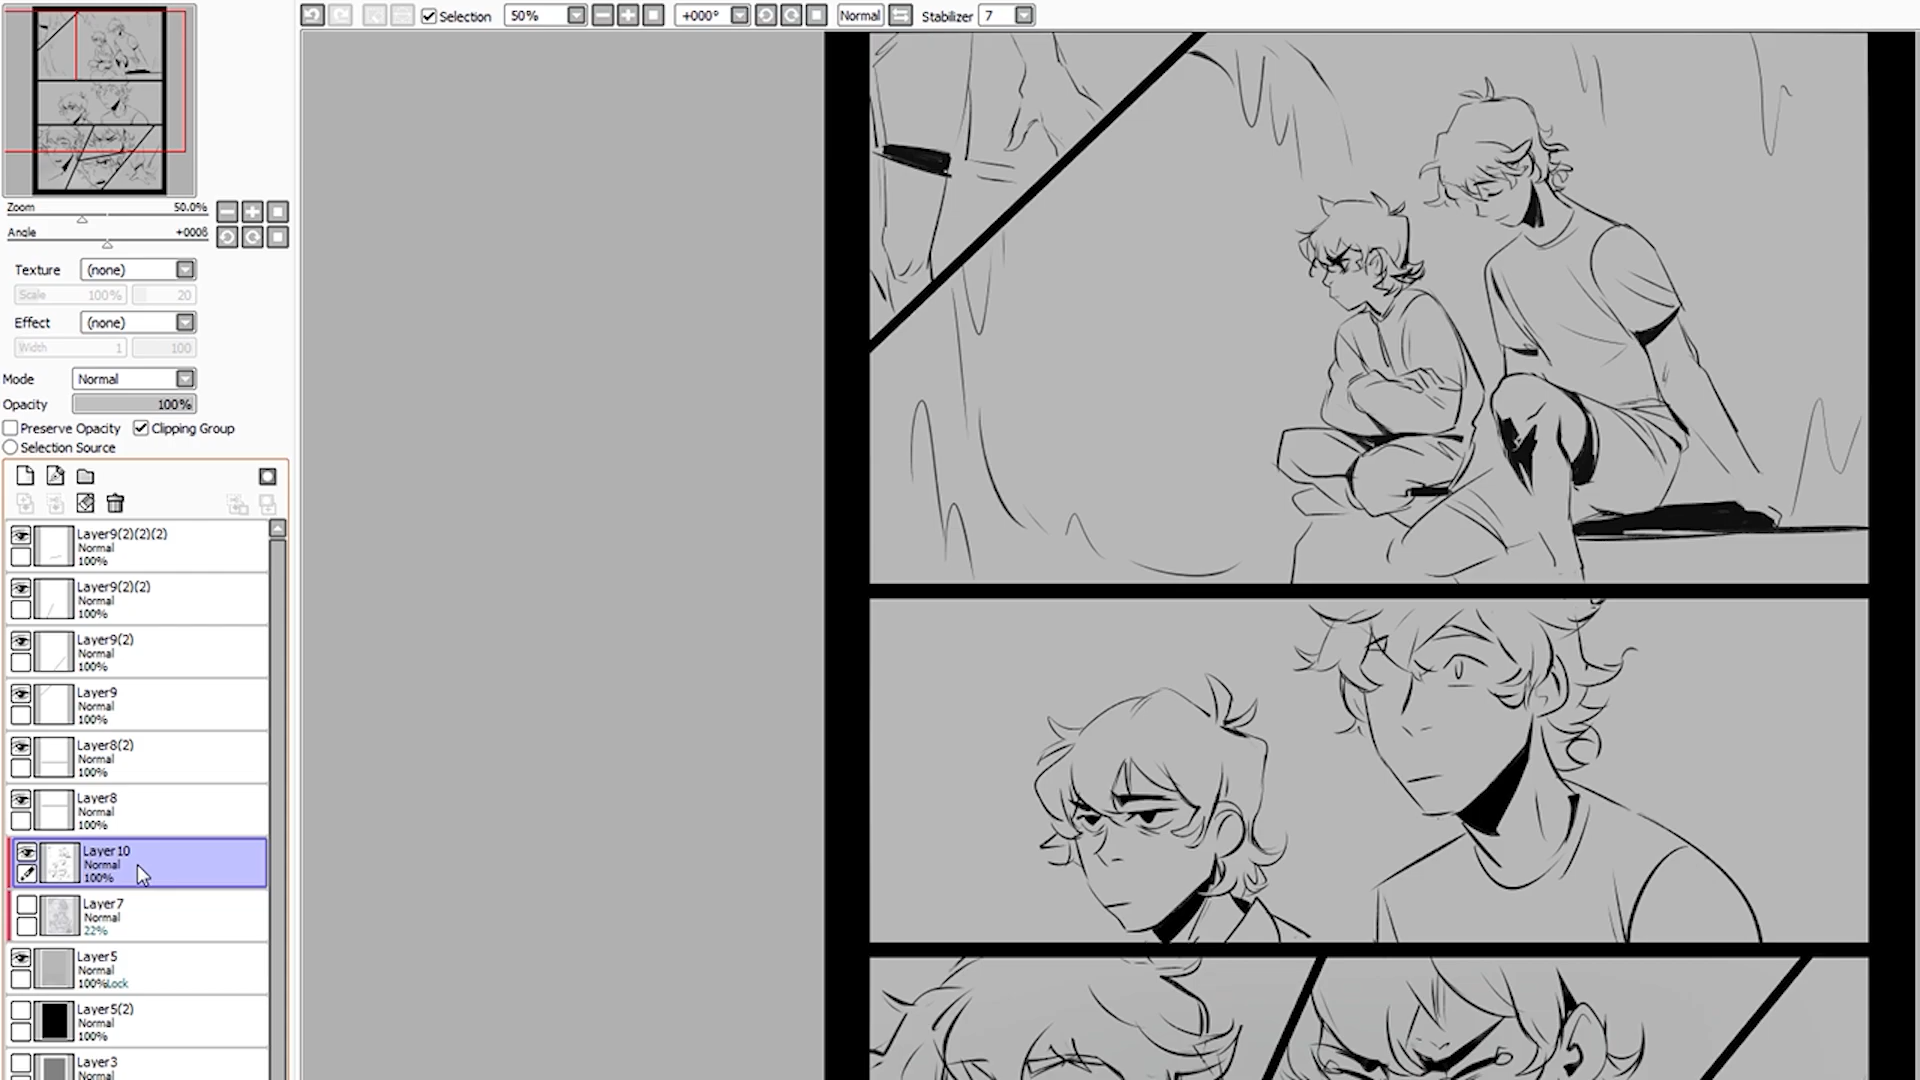 Selection 50% +000° Normal Stabilizer 7
Zoom 50.0%
Angle +000
Texture (none)
Scale 100% 20
Effect (none)
Width 1 100
Mode Normal
Opacity 100%
Preserve Opacity Clipping Group
Selection Source
Layer9(2)(2)(2)
Normal
100%
Layer9(2)(2)
Normal
100%
Layer9(2)
Normal
100%
Layer9
Normal
100%
Layer8(2)
Normal
100%
Layer8
Normal
100%
Layer10
Normal
100%
Layer7
Normal
22%
Layer5
Normal
100%Lock
Layer5(2)
Normal
100%
Layer3
Normal